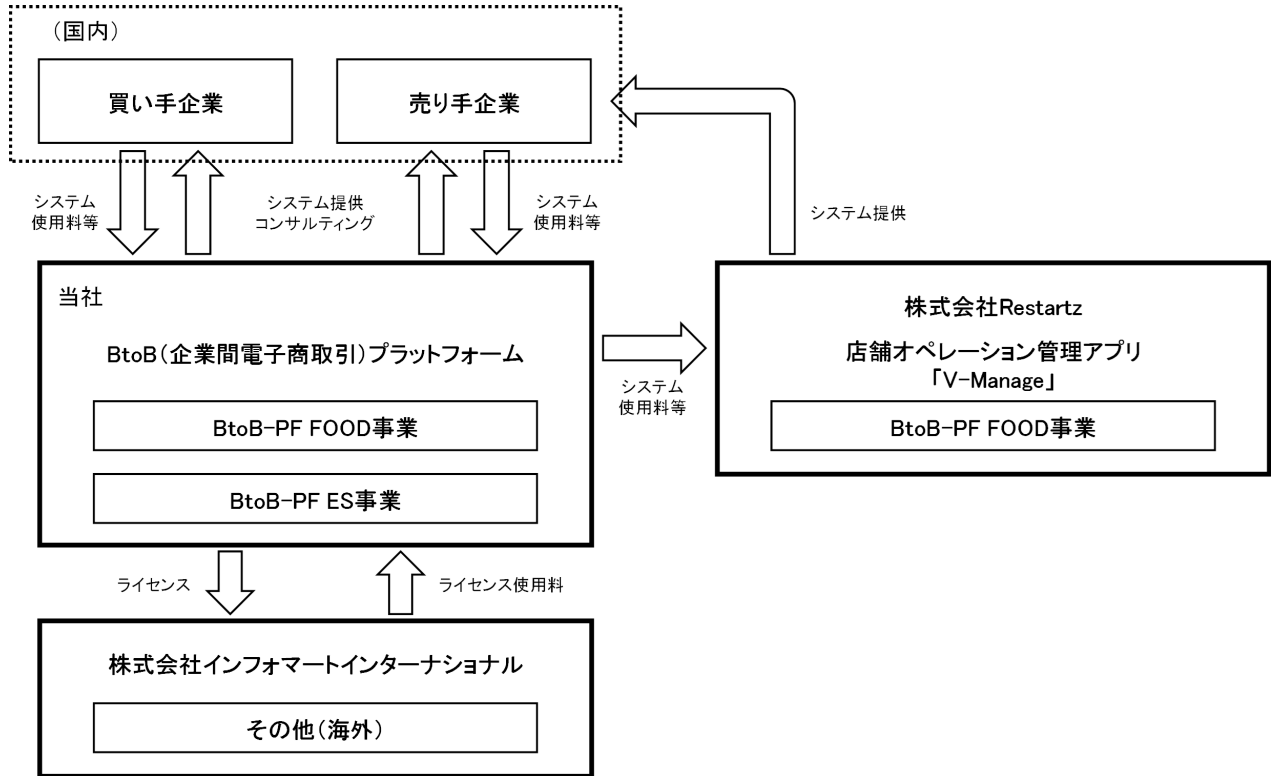 （国内）
買い手企業
売り手企業
システム
使用料等
システム提供
コンサルティング
システム
使用料等
システム提供
当社
BtoB（企業間電子商取引）プラットフォーム
BtoB-PF FOOD事業
BtoB-PF ES事業
システム
使用料等
株式会社Restartz
店舗オペレーション管理アプリ
「V-Manage」
BtoB-PF FOOD事業
ライセンス
ライセンス使用料
株式会社インフォマートインターナショナル
その他（海外）